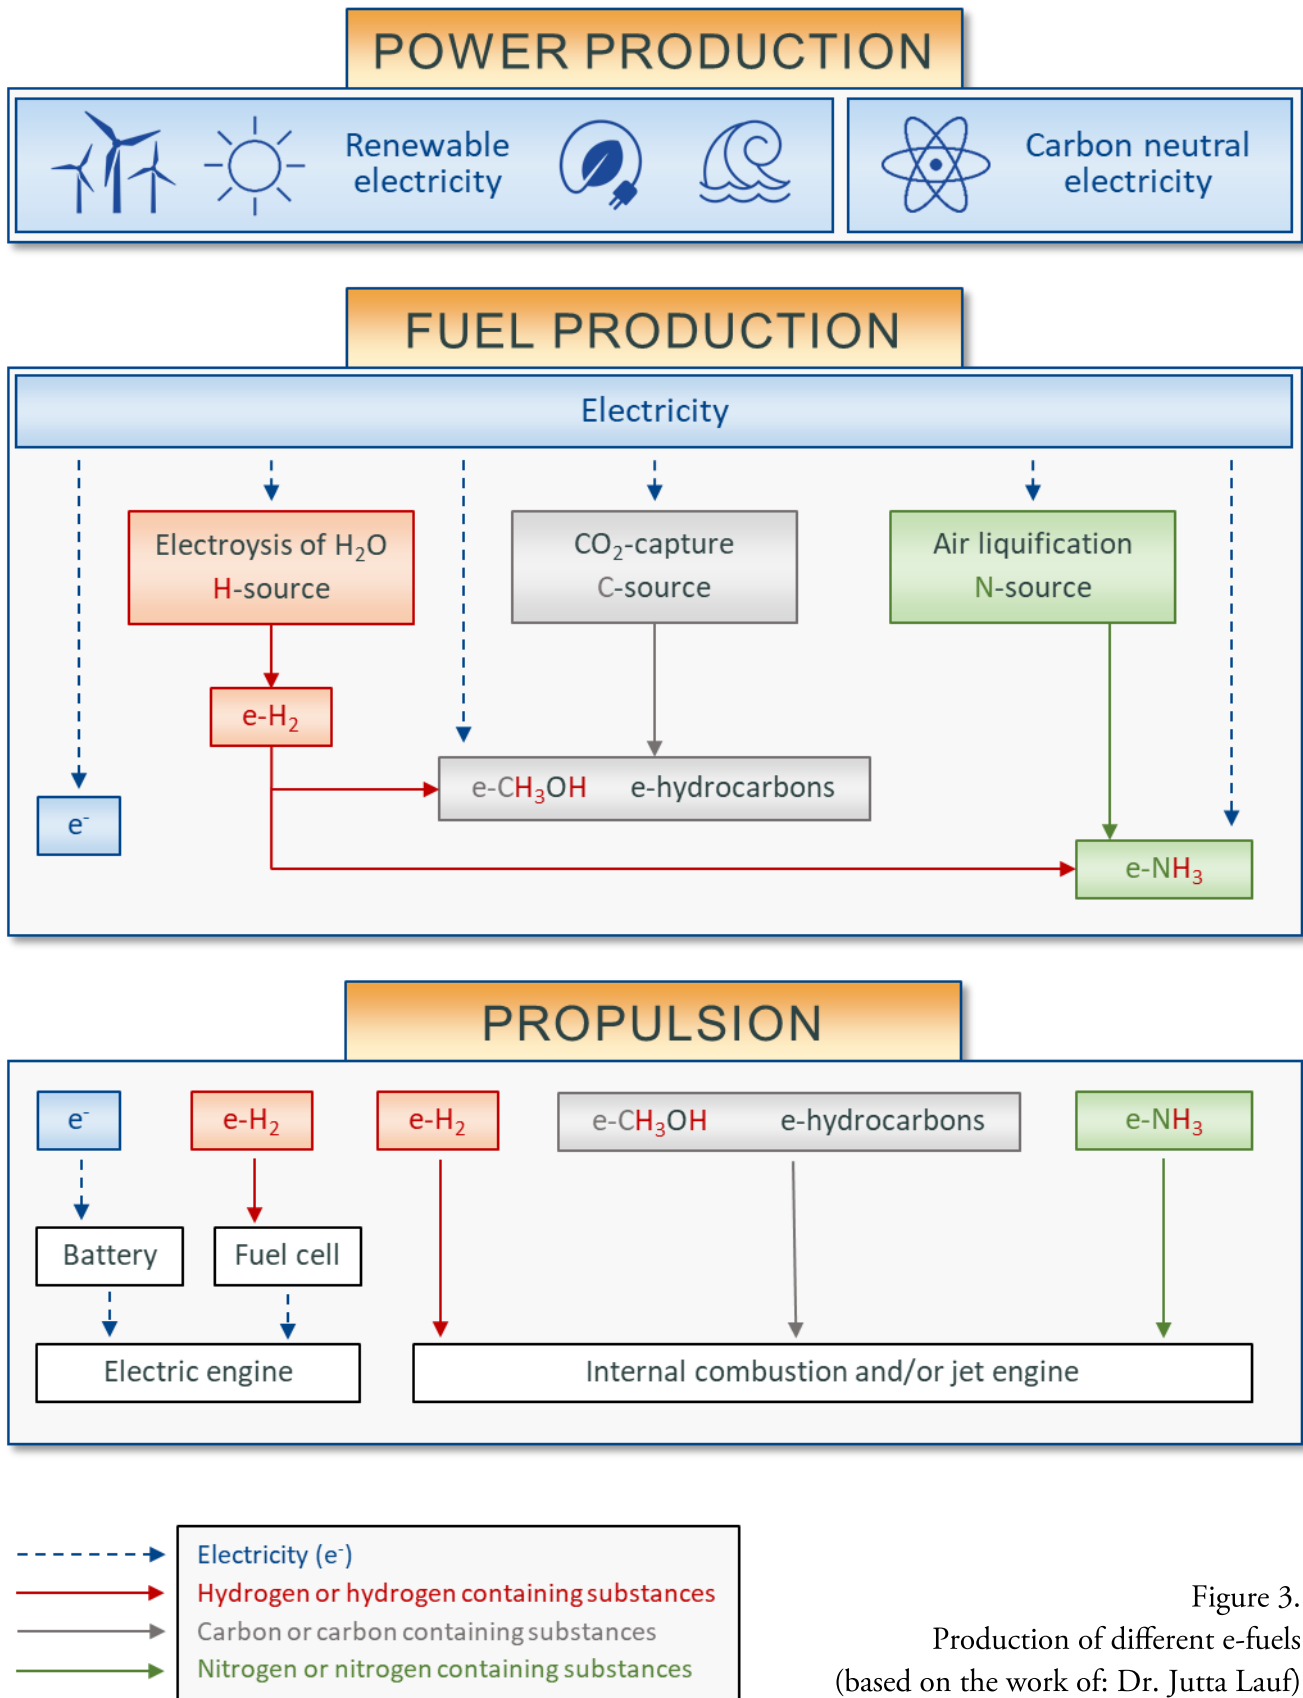 POWER PRODUCTION
Renewable
electricity
Carbon neutral
electricity
FUEL PRODUCTION
Electricity
Electroysis of H₂O
H-source
CO₂-capture
C-source
Air liquification
N-source
e-H₂
e-CH₃OH e-hydrocarbons
e⁻
e-NH₃
PROPULSION
e⁻
e-H₂
e-H₂
e-CH₃OH e-hydrocarbons
e-NH₃
Battery
Fuel cell
Electric engine
Internal combustion and/or jet engine
Electricity (e⁻)
Hydrogen or hydrogen containing substances
Carbon or carbon containing substances
Nitrogen or nitrogen containing substances
Figure 3.
Production of different e-fuels
(based on the work of: Dr. Jutta Lauf)